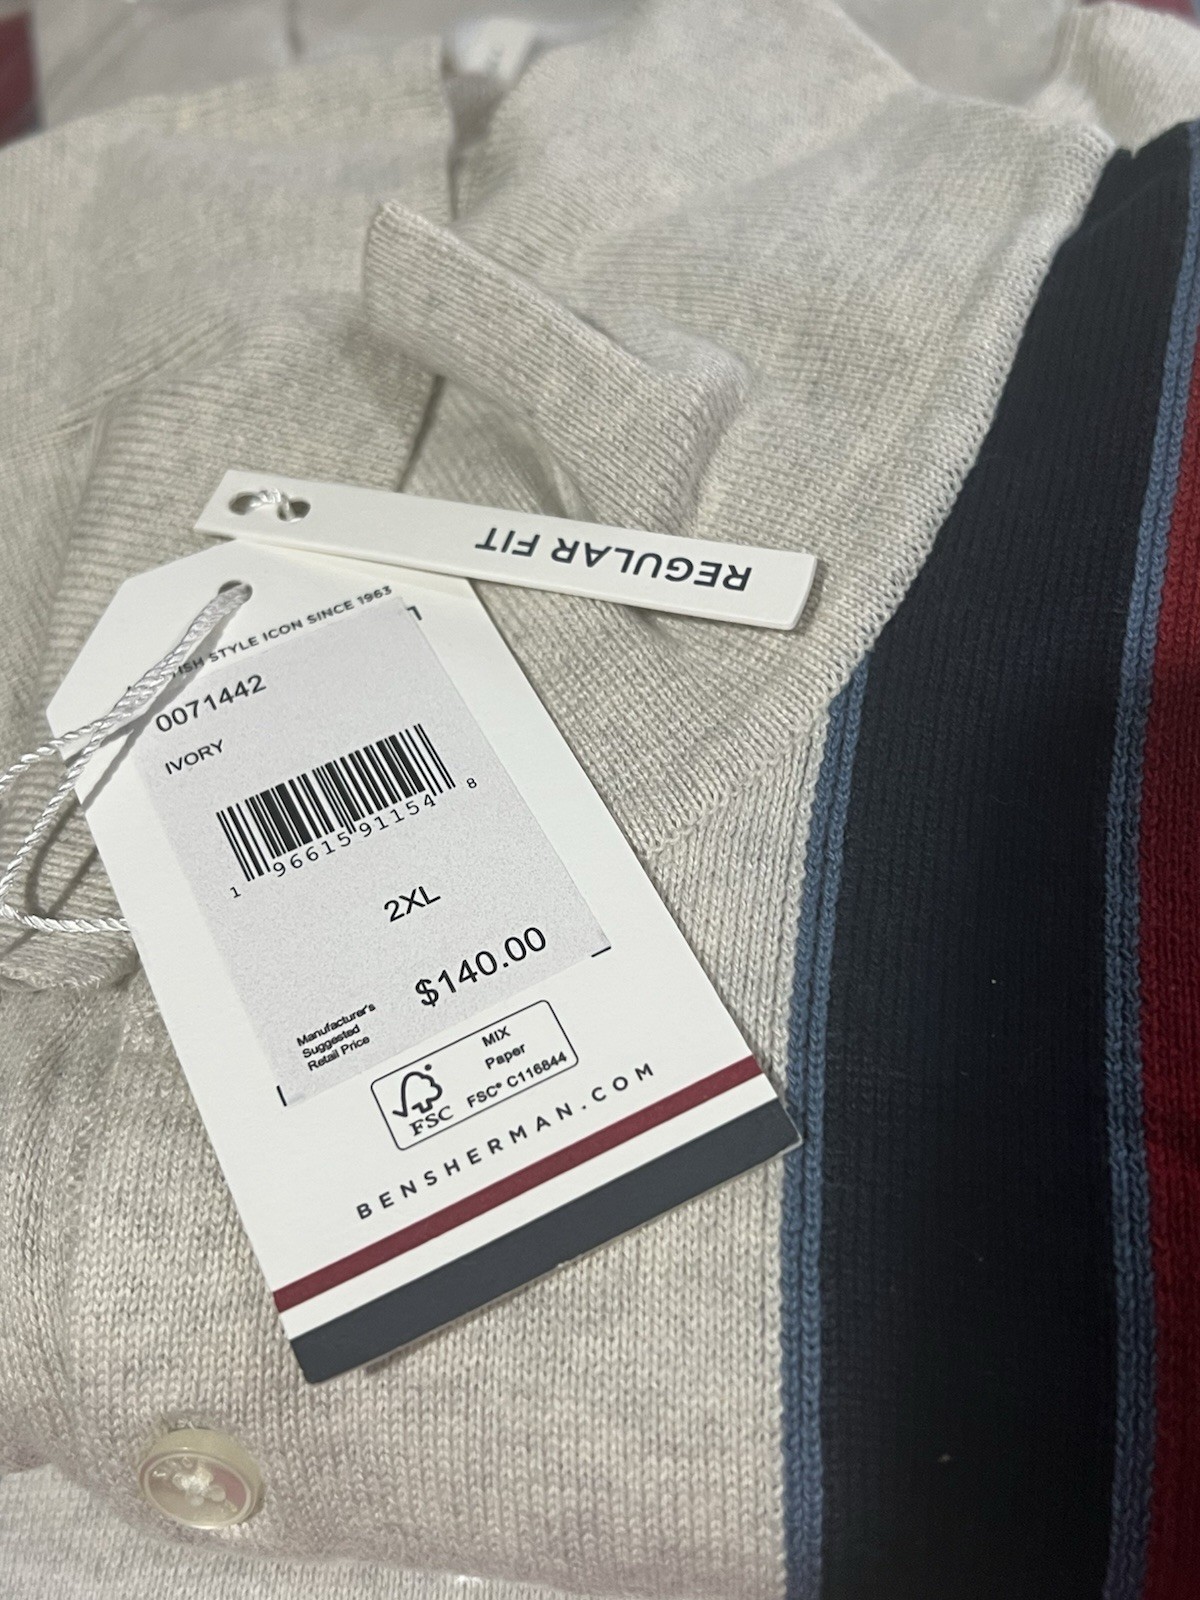 REGULAR FIT
STYLE ICON SINCE 1963
0071442
IVORY
1 96615 91154 8
2XL
$140.00
Manufacturer's
Suggested
Retail Price
MIX
Paper
FSC® C116844
FSC
BENSHERMAN.COM